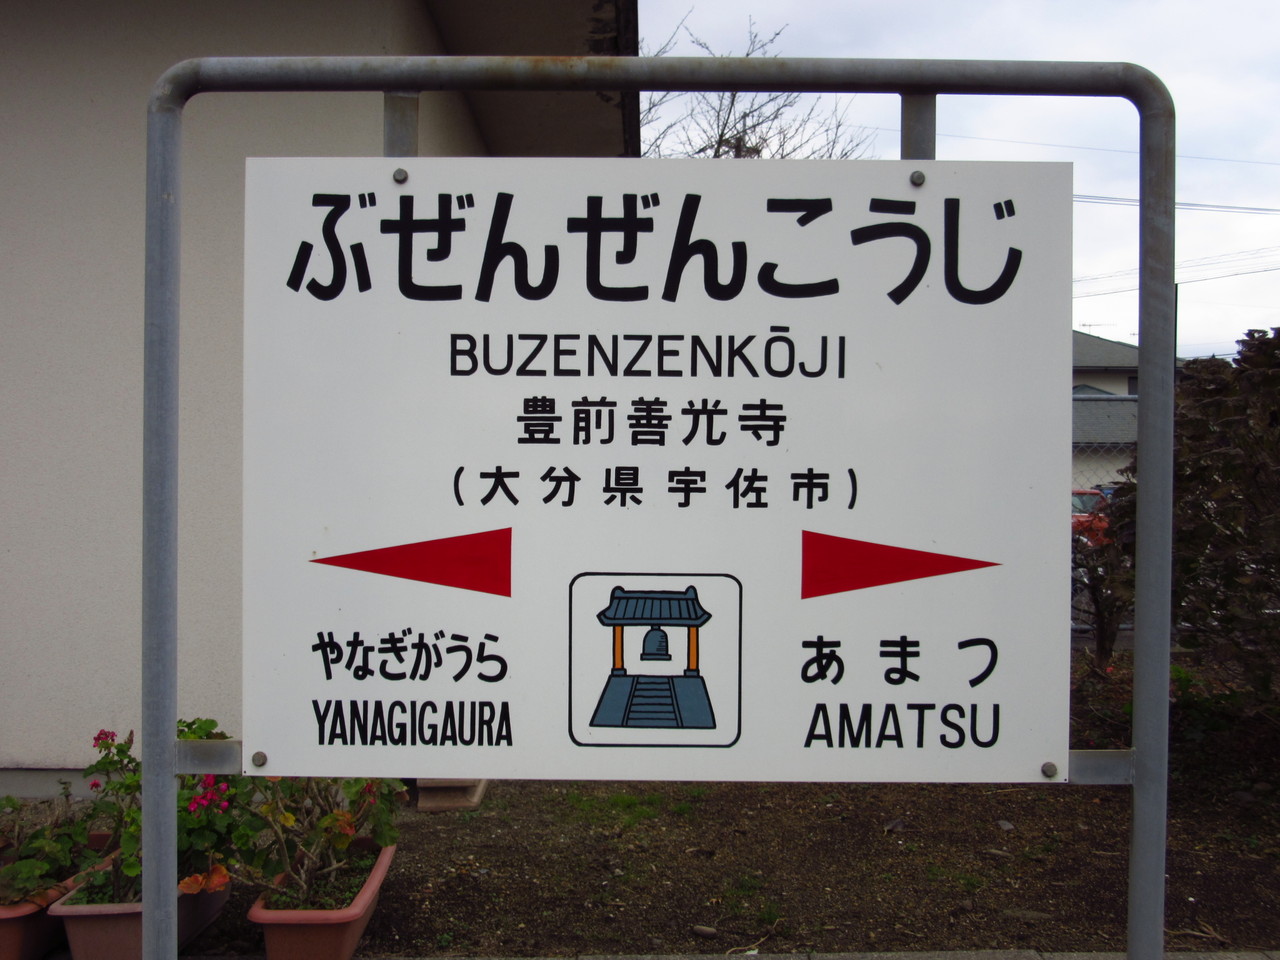 ぶぜんぜんこうじ
BUZENZENKŌJI
豊前善光寺
(大分県宇佐市)
やなぎがうら あまつ
YANAGIGAURA AMATSU